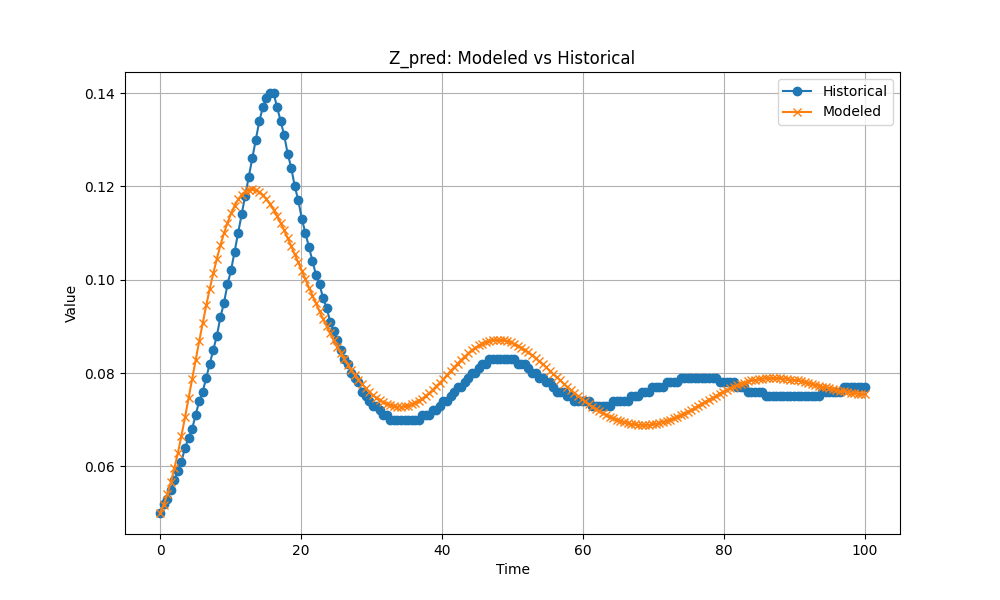 Z_pred: Modeled vs Historical
Historical
Modeled
Value
0.14
0.12
0.10
0.08
0.06
0 20 40 60 80 100
Time